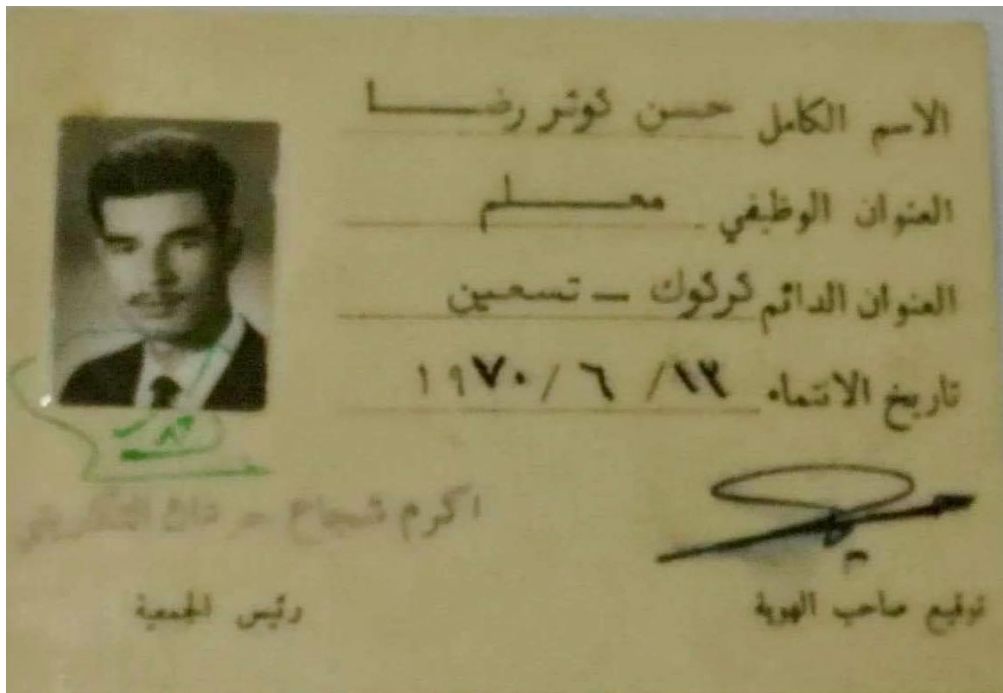 الاسم الكامل حسن كوثر رضا
العنوان الوظيفي معلم
العنوان الدائم كركوك - تسعين
تاريخ الانتماء ١٩٧٠/ ٦ /١٣
اكرم شجاع
توقيع صاحب الهوية
رئيس الجمعية